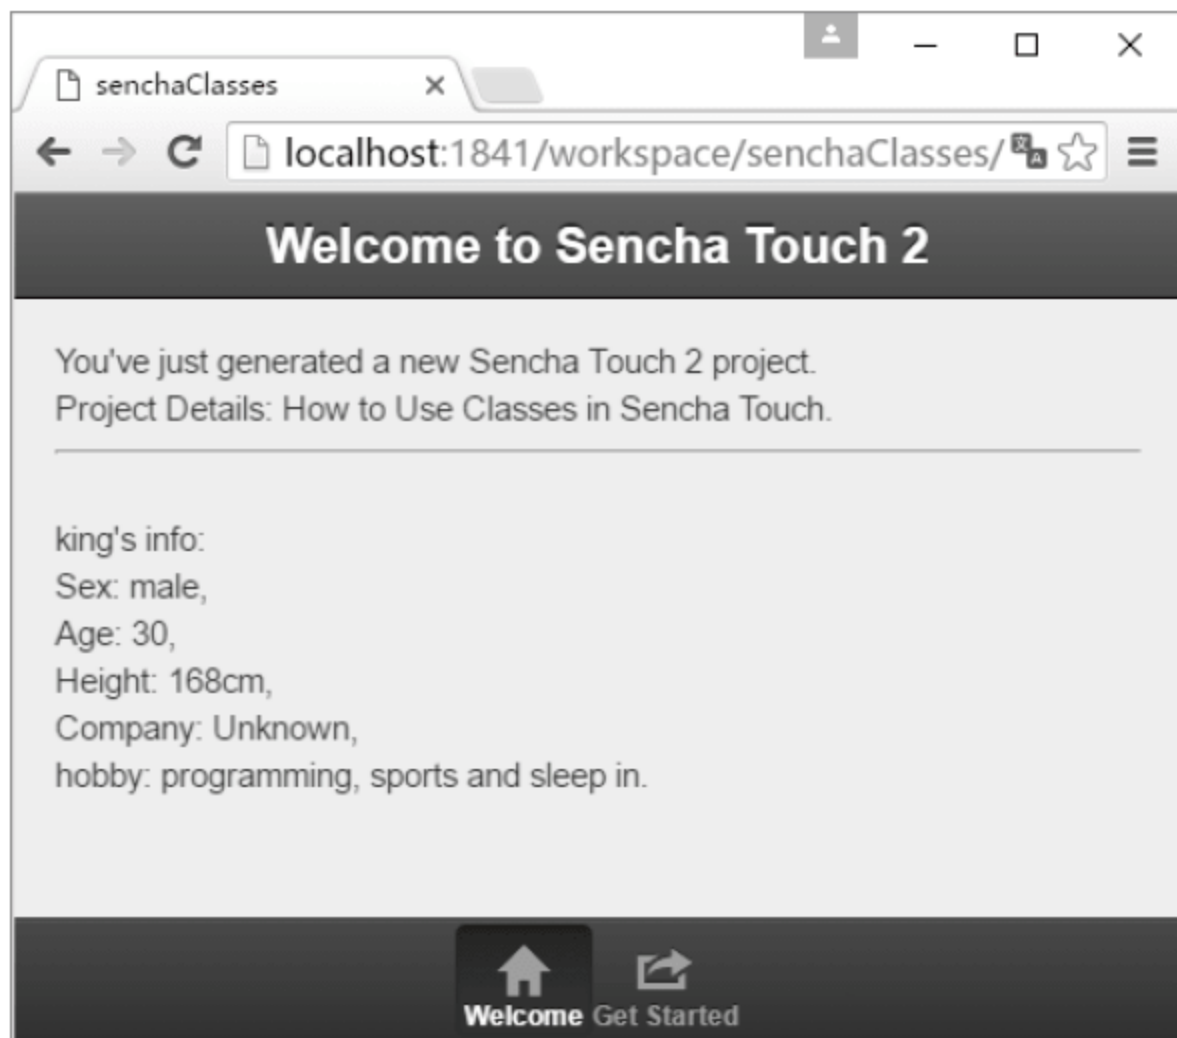 senchaClasses
localhost:1841/workspace/senchaClasses/
Welcome to Sencha Touch 2
You've just generated a new Sencha Touch 2 project.
Project Details: How to Use Classes in Sencha Touch.
king's info:
Sex: male,
Age: 30,
Height: 168cm,
Company: Unknown,
hobby: programming, sports and sleep in.
Welcome Get Started